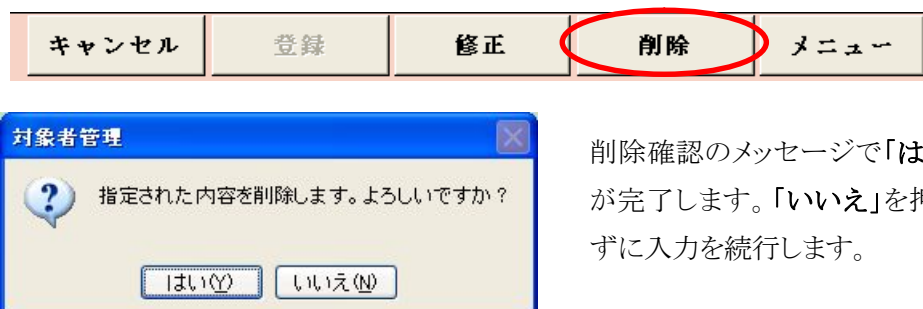 キャンセル 登録 修正 削除 メニュー
対象者管理
指定された内容を削除します。よろしいですか？
はい(Y) いいえ(N)
削除確認のメッセージで「は
が完了します。「いいえ」を押
ずに入力を続行します。